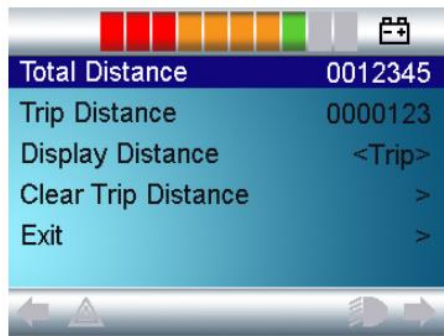 Total Distance 0012345
Trip Distance 0000123
Display Distance <Trip>
Clear Trip Distance >
Exit >